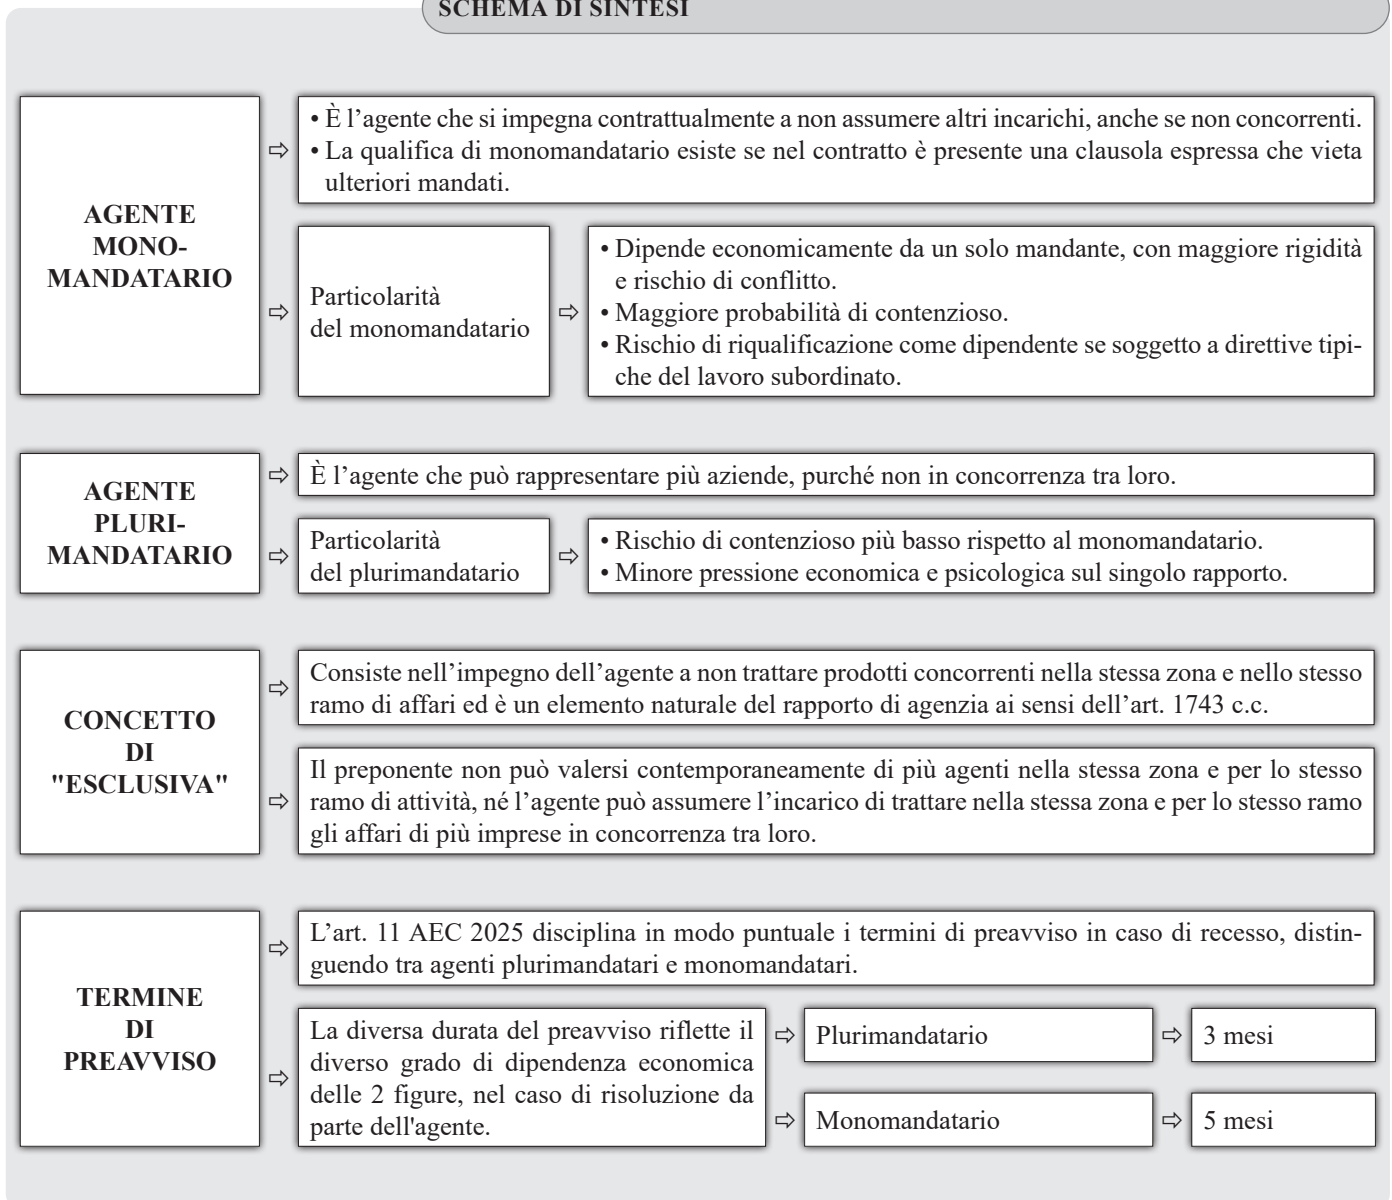 SCHEMA DI SINTESI
AGENTE
MONO-
MANDATARIO
• È l’agente che si impegna contrattualmente a non assumere altri incarichi, anche se non concorrenti.
• La qualifica di monomandatario esiste se nel contratto è presente una clausola espressa che vieta
ulteriori mandati.
Particolarità
del monomandatario
• Dipende economicamente da un solo mandante, con maggiore rigidità
e rischio di conflitto.
• Maggiore probabilità di contenzioso.
• Rischio di riqualificazione come dipendente se soggetto a direttive tipi-
che del lavoro subordinato.
AGENTE
PLURI-
MANDATARIO
È l’agente che può rappresentare più aziende, purché non in concorrenza tra loro.
Particolarità
del plurimandatario
• Rischio di contenzioso più basso rispetto al monomandatario.
• Minore pressione economica e psicologica sul singolo rapporto.
CONCETTO
DI
"ESCLUSIVA"
Consiste nell’impegno dell’agente a non trattare prodotti concorrenti nella stessa zona e nello stesso
ramo di affari ed è un elemento naturale del rapporto di agenzia ai sensi dell’art. 1743 c.c.
Il preponente non può valersi contemporaneamente di più agenti nella stessa zona e per lo stesso
ramo di attività, né l’agente può assumere l’incarico di trattare nella stessa zona e per lo stesso ramo
gli affari di più imprese in concorrenza tra loro.
TERMINE
DI
PREAVVISO
L’art. 11 AEC 2025 disciplina in modo puntuale i termini di preavviso in caso di recesso, distin-
guendo tra agenti plurimandatari e monomandatari.
La diversa durata del preavviso riflette il
diverso grado di dipendenza economica
delle 2 figure, nel caso di risoluzione da
parte dell'agente.
Plurimandatario
3 mesi
Monomandatario
5 mesi